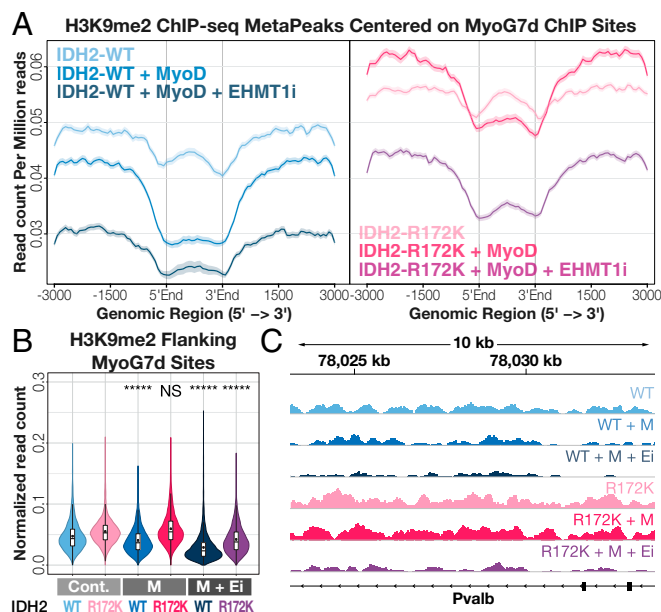 A
H3K9me2 ChIP-seq MetaPeaks Centered on MyoG7d ChIP Sites
Read count Per Million reads
0.06
0.05
0.04
0.03
IDH2-WT
IDH2-WT + MyoD
IDH2-WT + MyoD + EHMT1i
IDH2-R172K
IDH2-R172K + MyoD
IDH2-R172K + MyoD + EHMT1i
-3000 -1500 5'End 3'End 1500 3000
-3000 -1500 5'End 3'End 1500 3000
Genomic Region (5' -> 3')
Genomic Region (5' -> 3')
B
H3K9me2 Flanking
MyoG7d Sites
Normalized read count
0.3
0.2
0.1
0.0
***** NS ***** *****
Cont. M M + Ei
IDH2 WT R172K WT R172K WT R172K
C
10 kb
78,025 kb 78,030 kb
WT
WT + M
WT + M + Ei
R172K
R172K + M
R172K + M + Ei
Pvalb